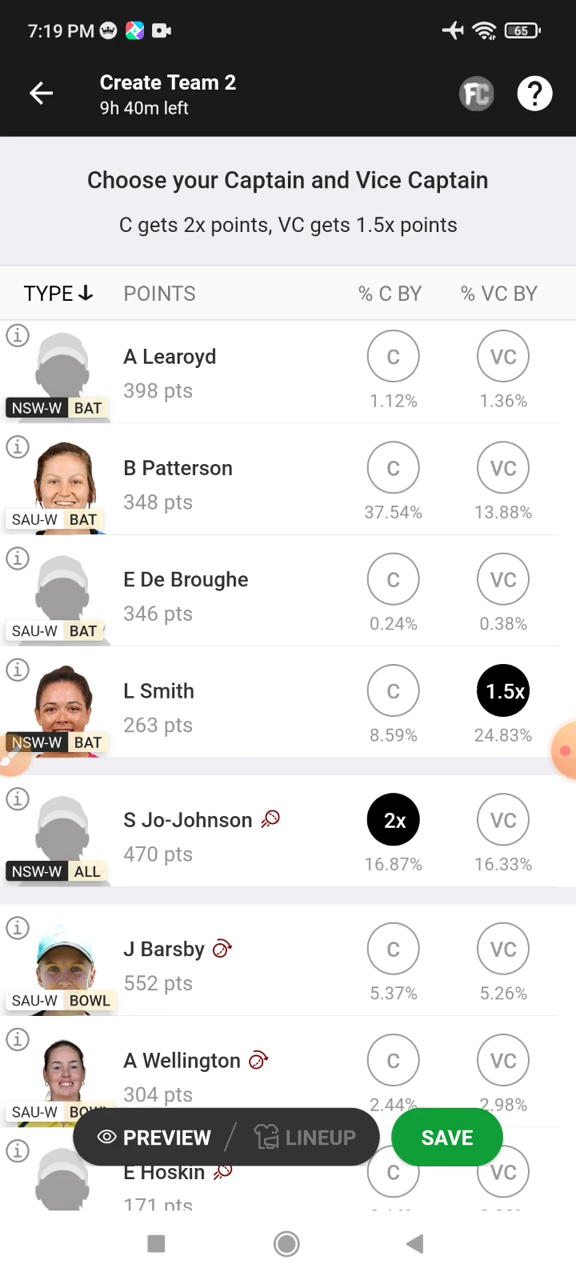 7:19 PM
65
Create Team 2
9h 40m left
FC
?
Choose your Captain and Vice Captain
C gets 2x points, VC gets 1.5x points
TYPE POINTS % C BY % VC BY
i
A Learoyd
C VC
398 pts
1.12% 1.36%
NSW-W BAT
i
B Patterson
C VC
348 pts
37.54% 13.88%
SAU-W BAT
i
E De Broughe
C VC
346 pts
0.24% 0.38%
SAU-W BAT
i
L Smith
C 1.5x
263 pts
8.59% 24.83%
NSW-W BAT
i
S Jo-Johnson
2x VC
470 pts
16.87% 16.33%
NSW-W ALL
i
J Barsby
C VC
552 pts
5.37% 5.26%
SAU-W BOWL
i
A Wellington
C VC
304 pts
2.44% 2.98%
SAU-W BOWL
PREVIEW LINEUP SAVE
i
E Hoskin
C VC
171 pts